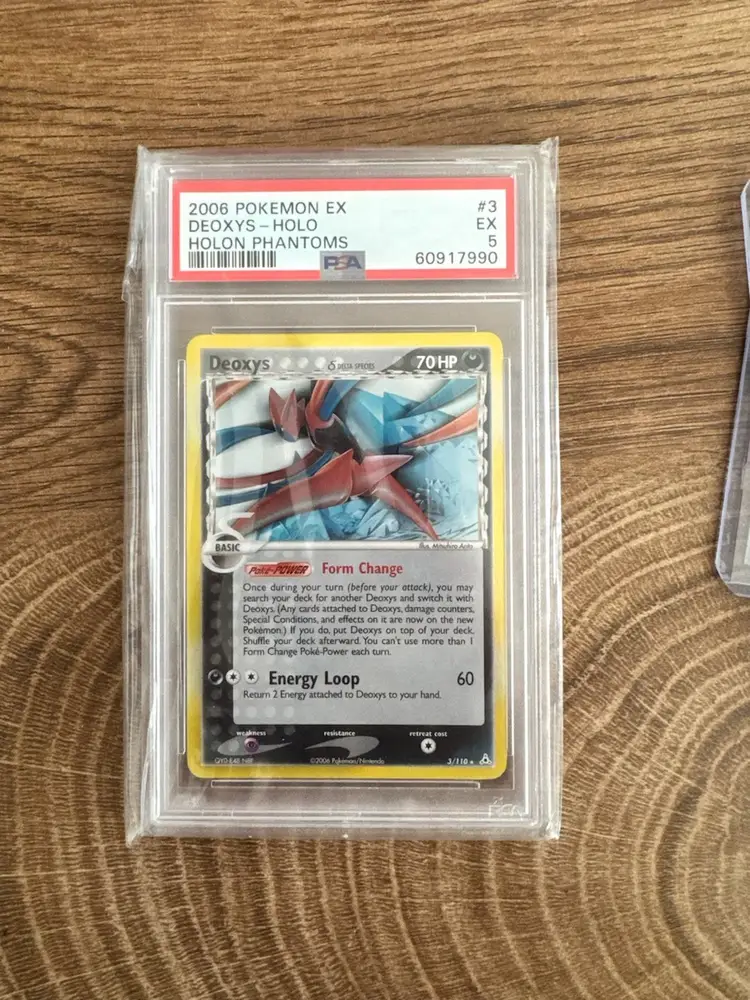 2006 POKEMON EX #3
DEOXYS-HOLO EX
HOLON PHANTOMS 5
PSA 60917990
Deoxys δ DELTA SPECIES 70 HP
BASIC
Illus. Mitsuhiro Arita
Poké-POWER Form Change
Once during your turn (before your attack), you may
search your deck for another Deoxys and switch it with
Deoxys. (Any cards attached to Deoxys, damage counters,
Special Conditions, and effects on it are now on the new
Pokémon.) If you do, put Deoxys on top of your deck.
Shuffle your deck afterward. You can't use more than 1
Form Change Poké-Power each turn.
Energy Loop 60
Return 2 Energy attached to Deoxys to your hand.
weakness resistance retreat cost
©2006 Pokémon/Nintendo 3/110